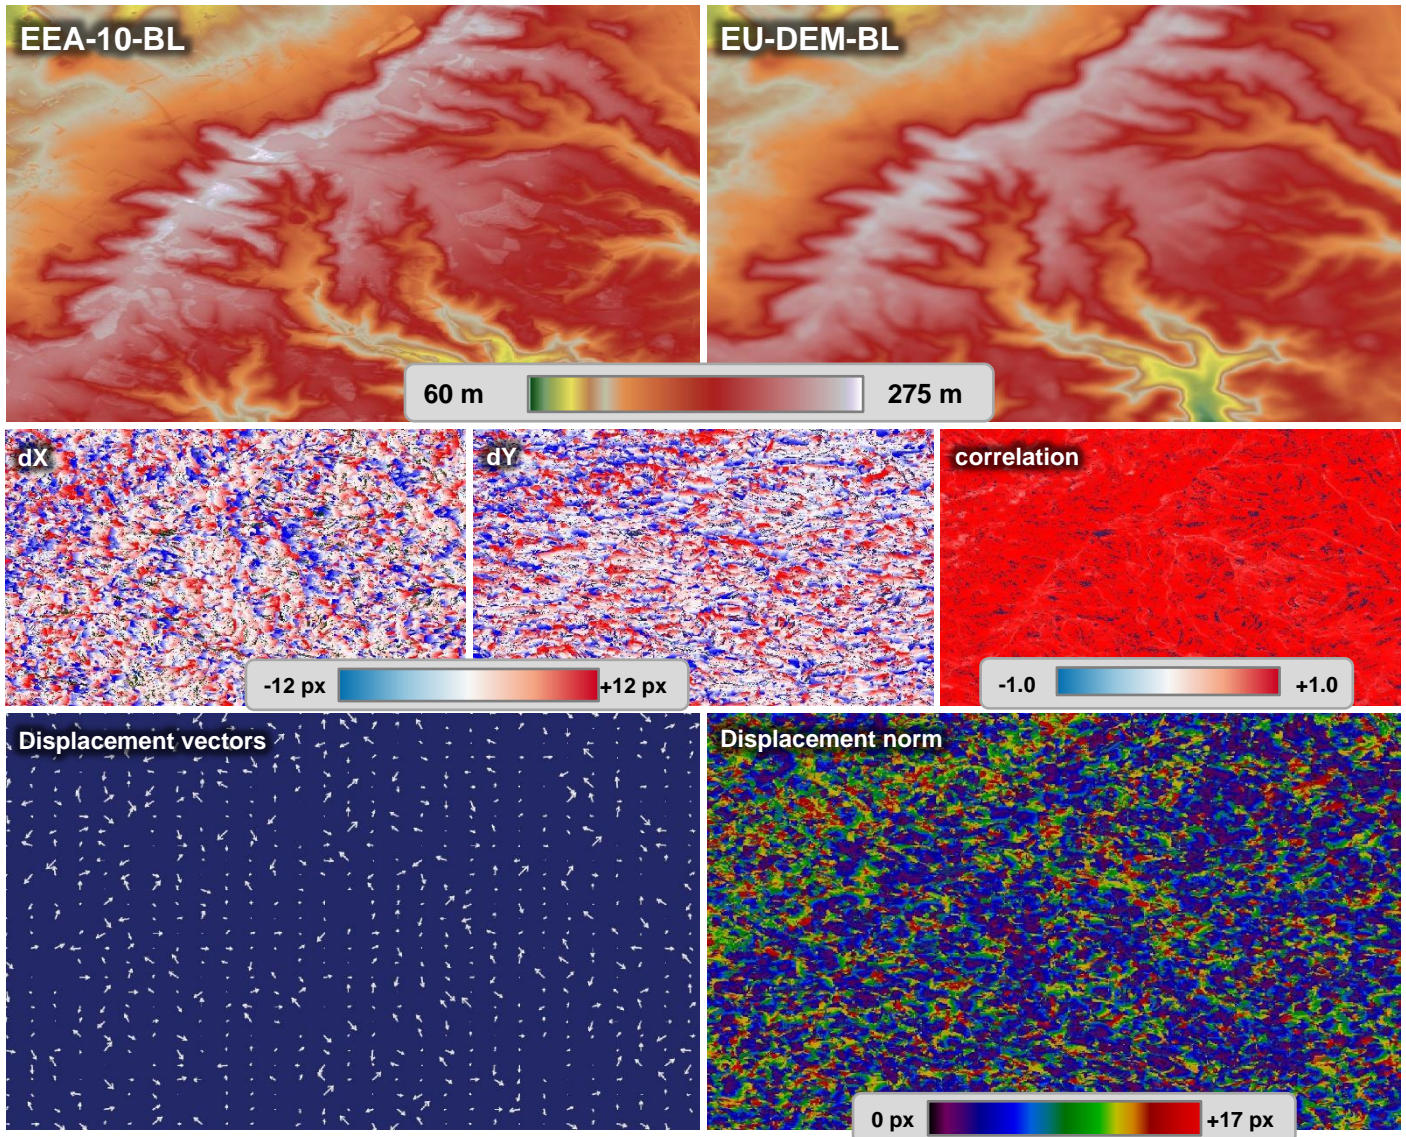 EEA-10-BL
EU-DEM-BL
60 m
275 m
dX
dY
correlation
-12 px
+12 px
-1.0
+1.0
Displacement vectors
Displacement norm
0 px
+17 px